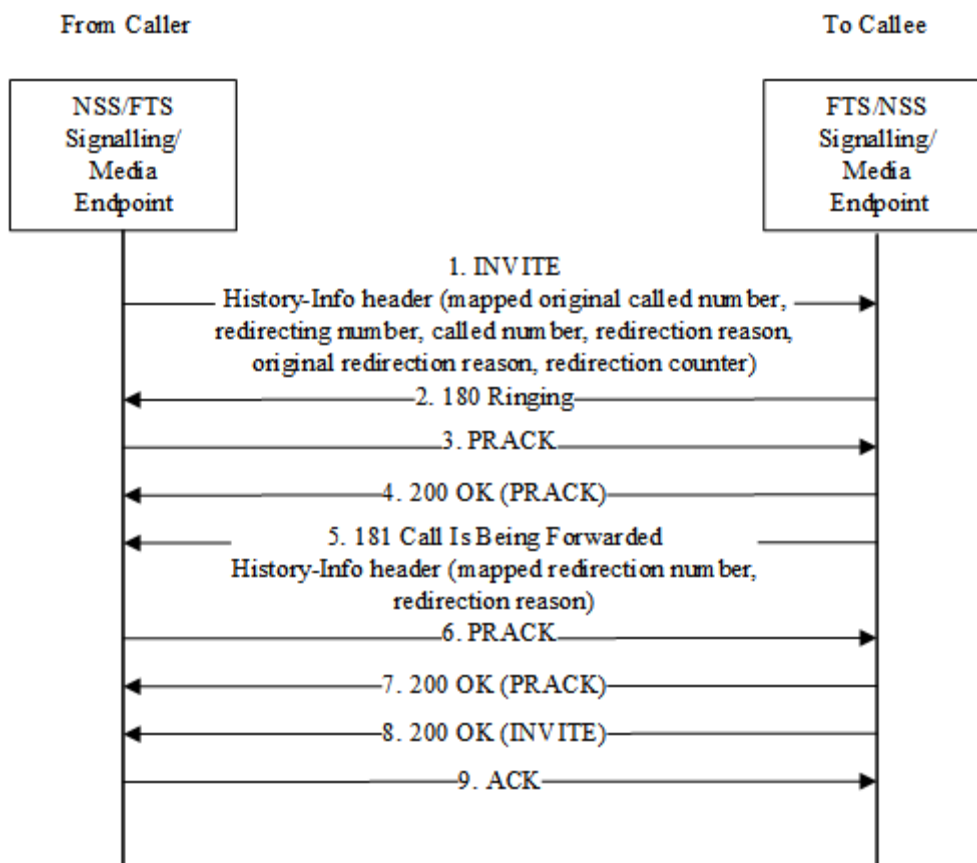 From Caller
To Callee
NSS/FTS
Signalling/
Media
Endpoint
FTS/NSS
Signalling/
Media
Endpoint
1. INVITE
History-Info header (mapped original called number,
redirecting number, called number, redirection reason,
original redirection reason, redirection counter)
2. 180 Ringing
3. PRACK
4. 200 OK (PRACK)
5. 181 Call Is Being Forwarded
History-Info header (mapped redirection number,
redirection reason)
6. PRACK
7. 200 OK (PRACK)
8. 200 OK (INVITE)
9. ACK